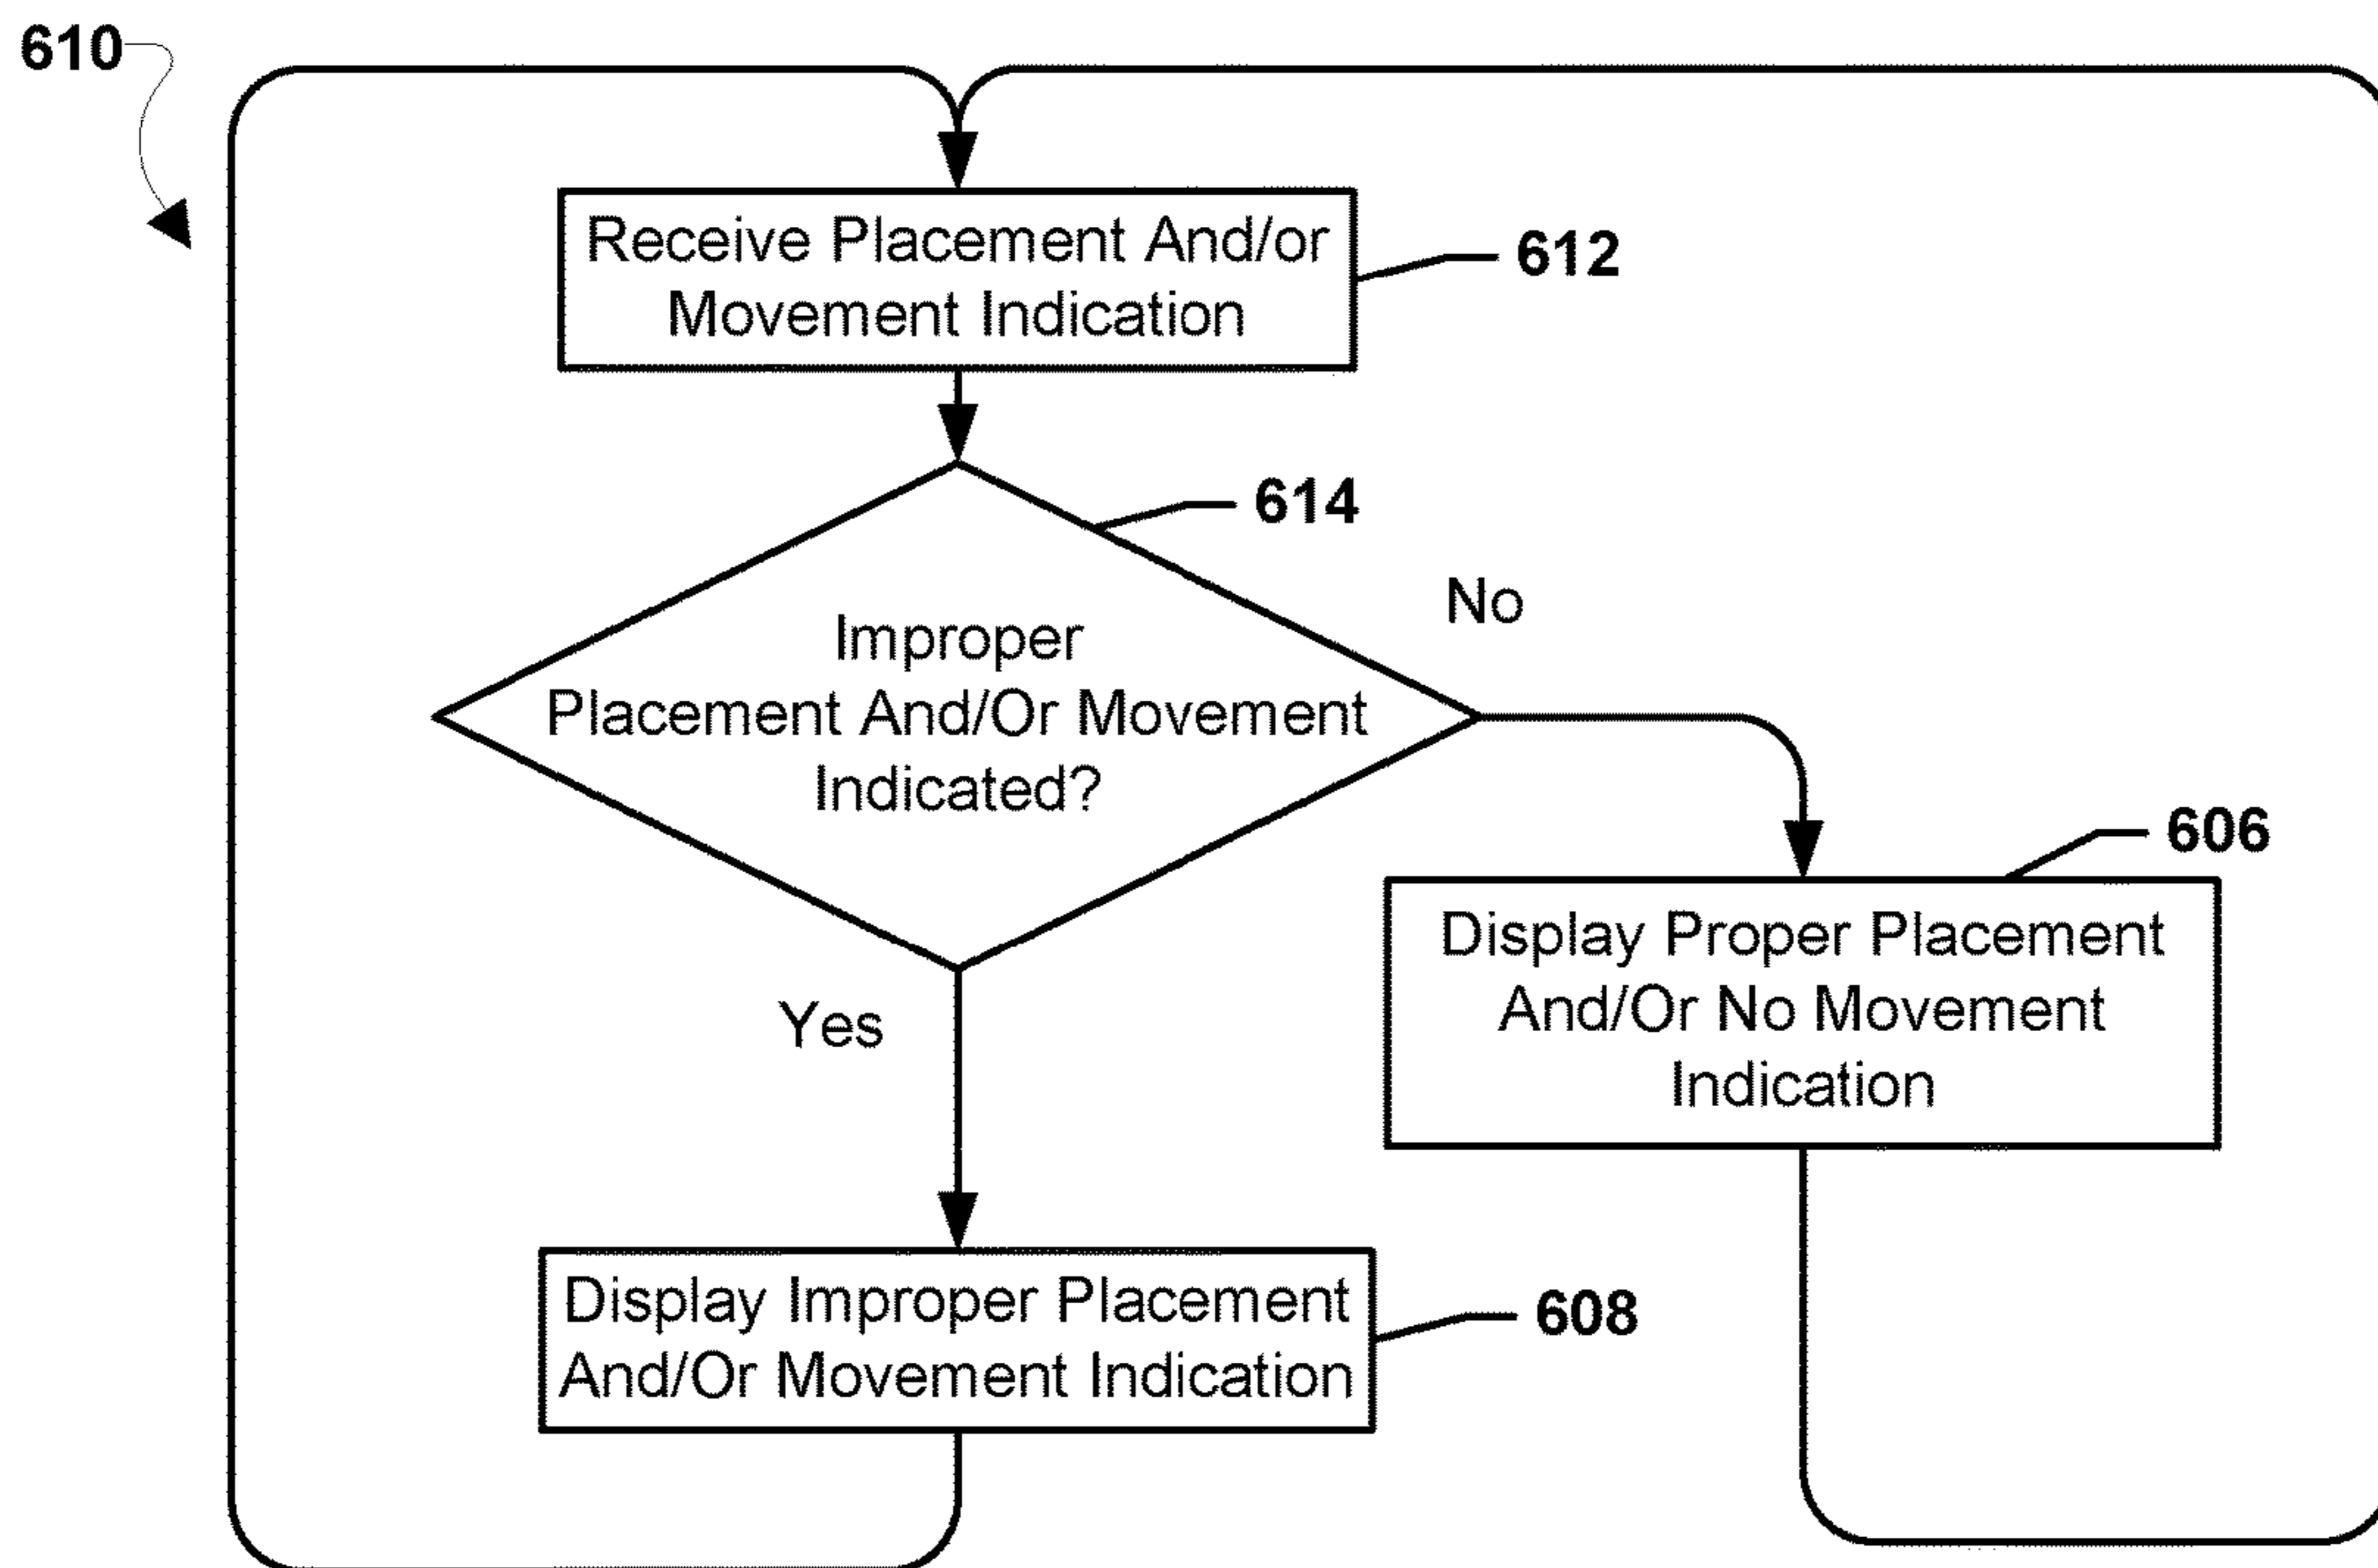 610
Receive Placement And/or
Movement Indication
612
614
No
Improper
Placement And/Or Movement
Indicated?
606
Display Proper Placement
And/Or No Movement
Indication
Yes
Display Improper Placement
And/Or Movement Indication
608